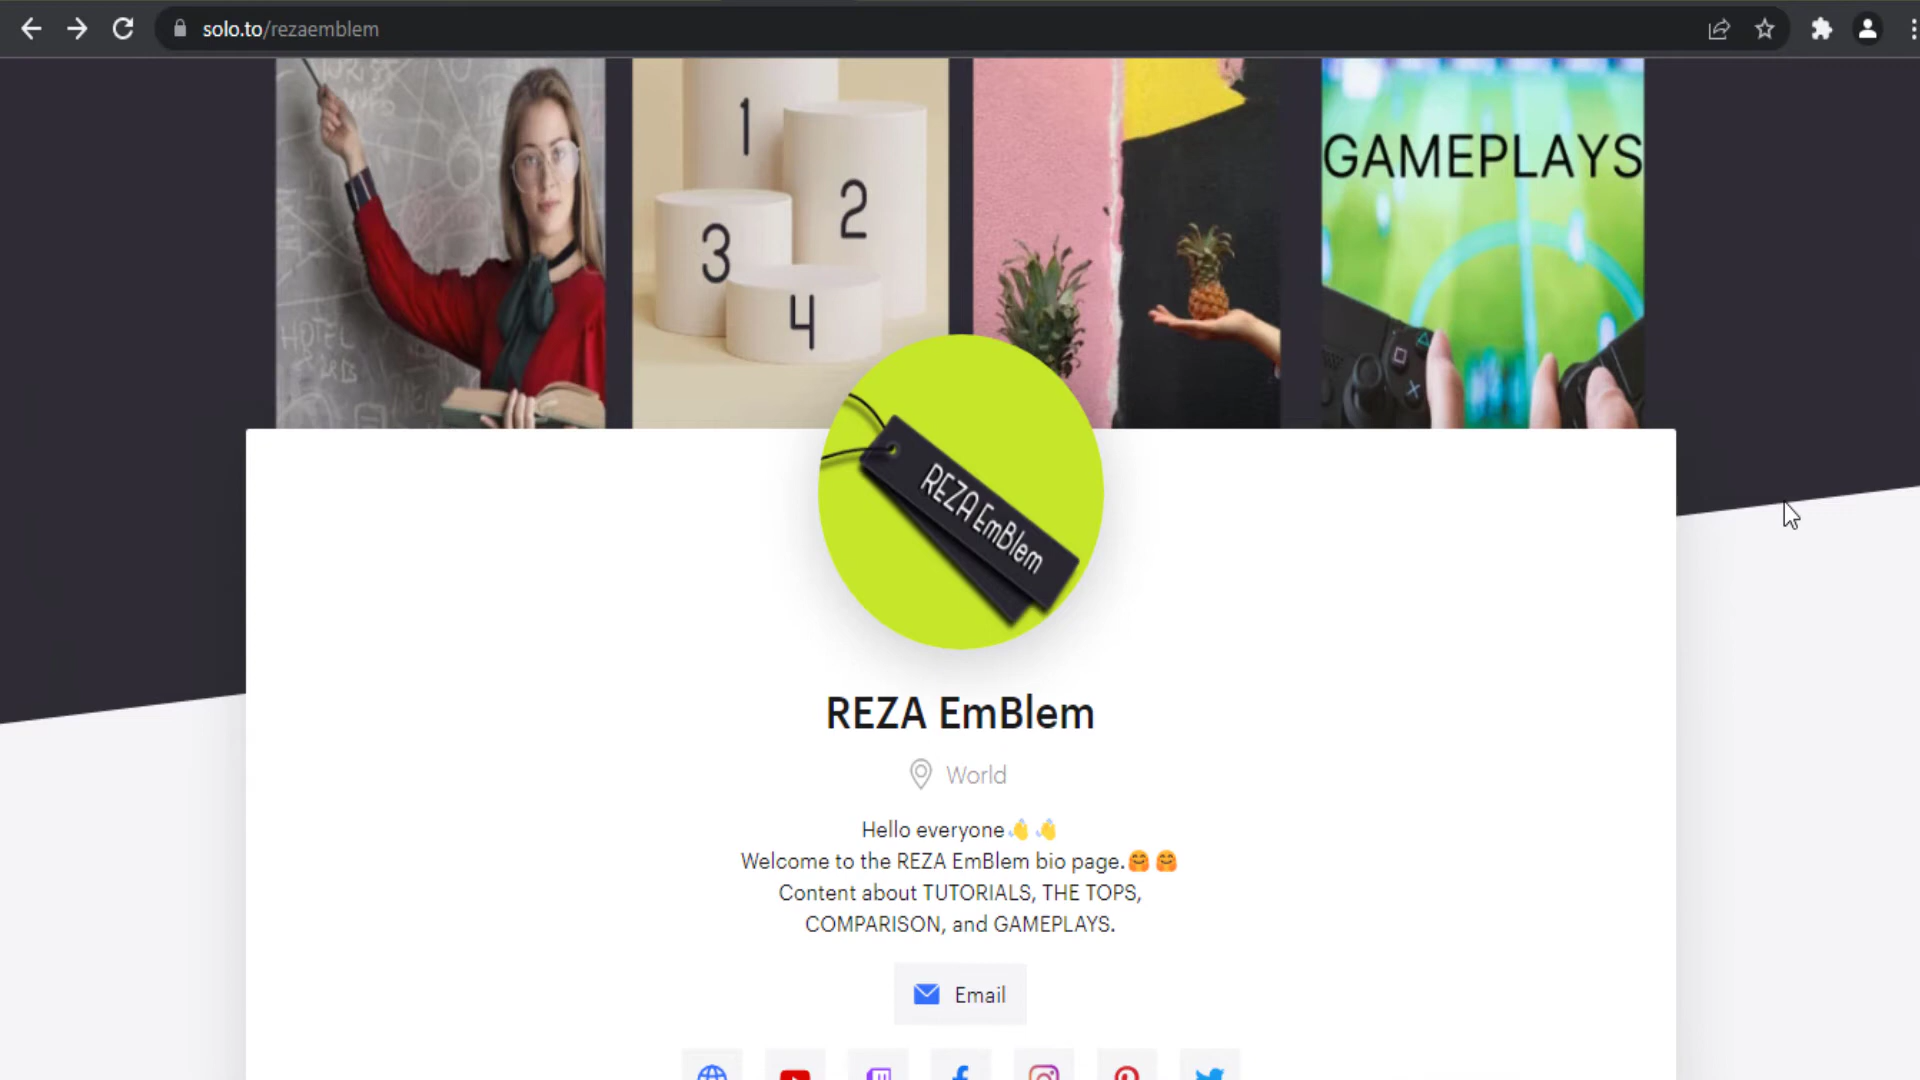 solo.to/rezaemblem
1
2
3
4
GAMEPLAYS
HOTEL
REZA EmBlem
REZA EmBlem
World
Hello everyone👋 👋
Welcome to the REZA EmBlem bio page.🤗 🤗
Content about TUTORIALS, THE TOPS,
COMPARISON, and GAMEPLAYS.
Email